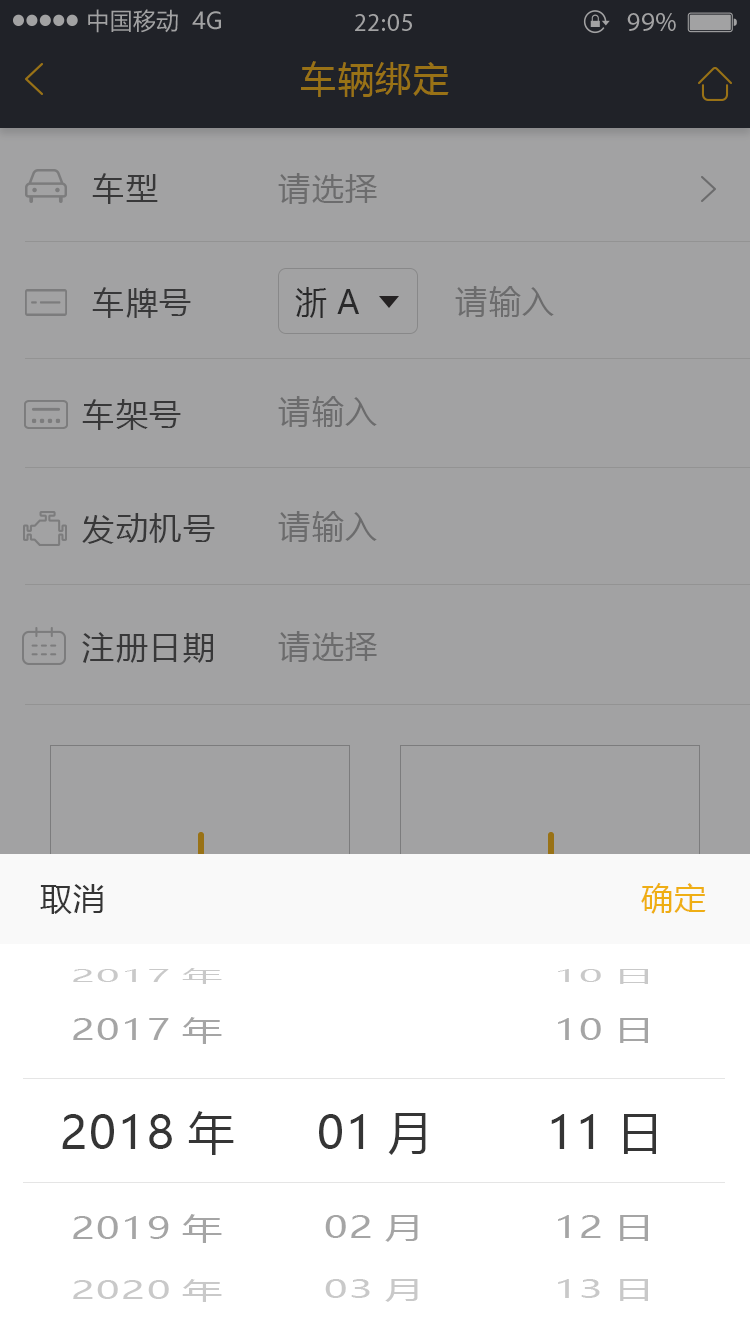 中国移动 4G 22:05 99%
车辆绑定
车型 请选择
车牌号 浙 A 请输入
车架号 请输入
发动机号 请输入
注册日期 请选择
取消 确定
2017 年 10 日
2017 年 10 日
2018 年 01 月 11 日
2019 年 02 月 12 日
2020 年 03 月 13 日